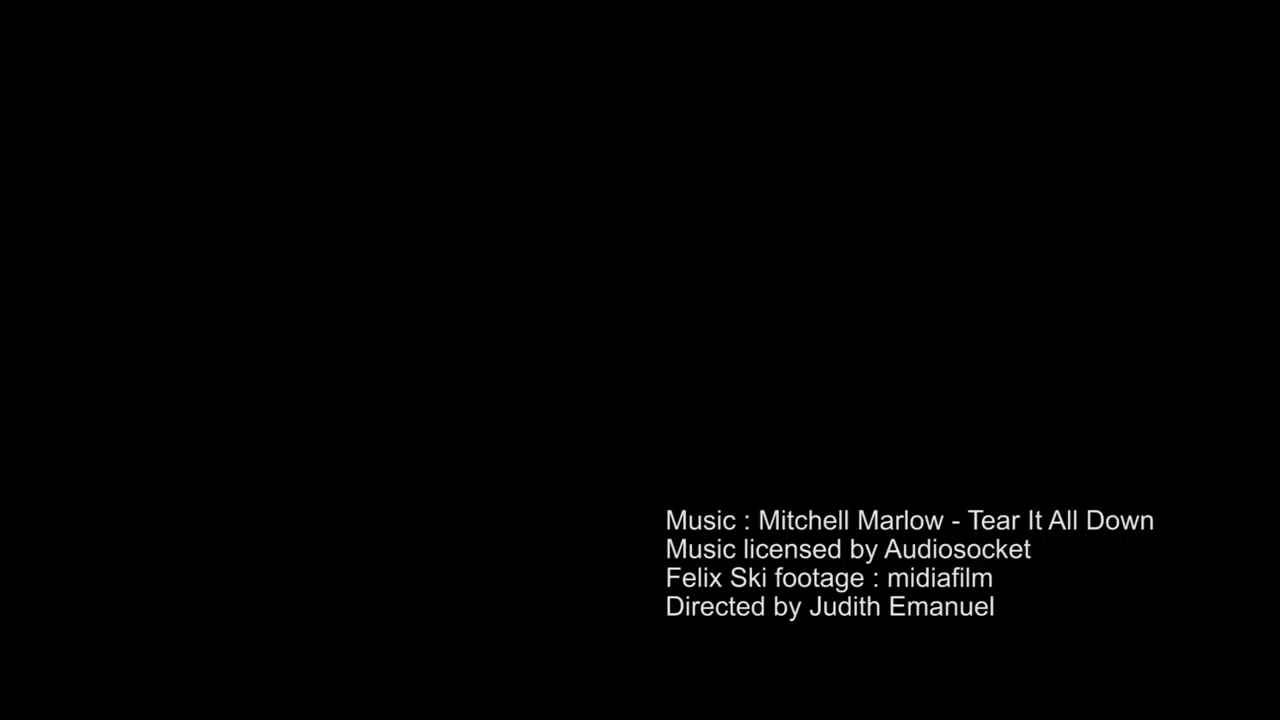 Music : Mitchell Marlow - Tear It All Down
Music licensed by Audiosocket
Felix Ski footage : midiafilm
Directed by Judith Emanuel